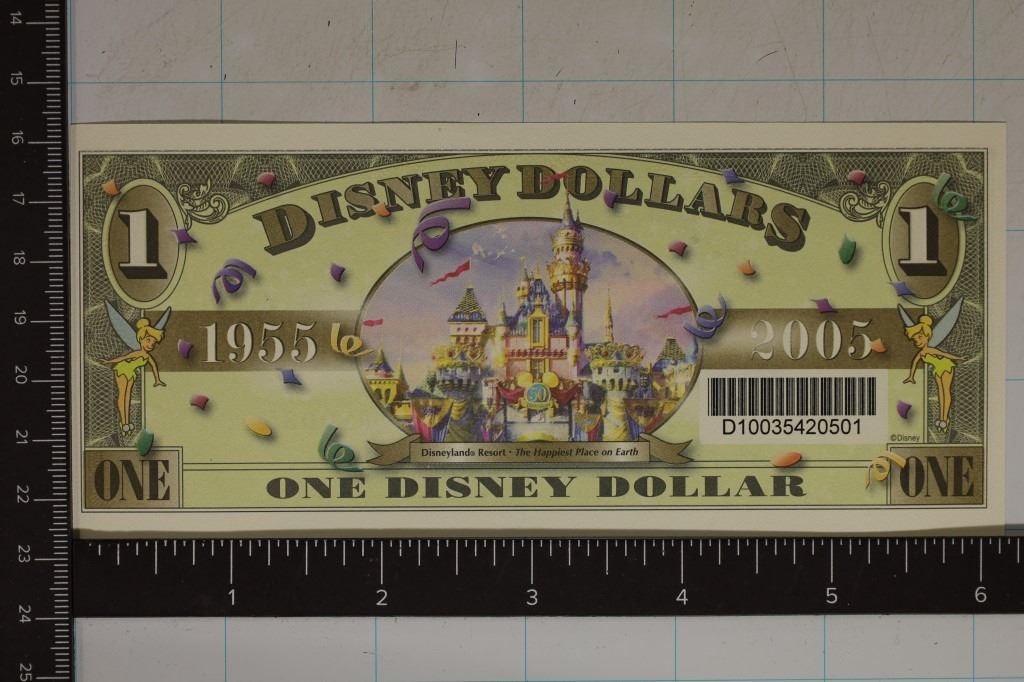 14
15
16
17
18
19
20
21
22
23
24
25
DISNEY DOLLARS
1
1
1955
2005
50
D10035420501
©Disney
Disneyland® Resort • The Happiest Place on Earth
ONE
ONE
ONE DISNEY DOLLAR
1 2 3 4 5 6